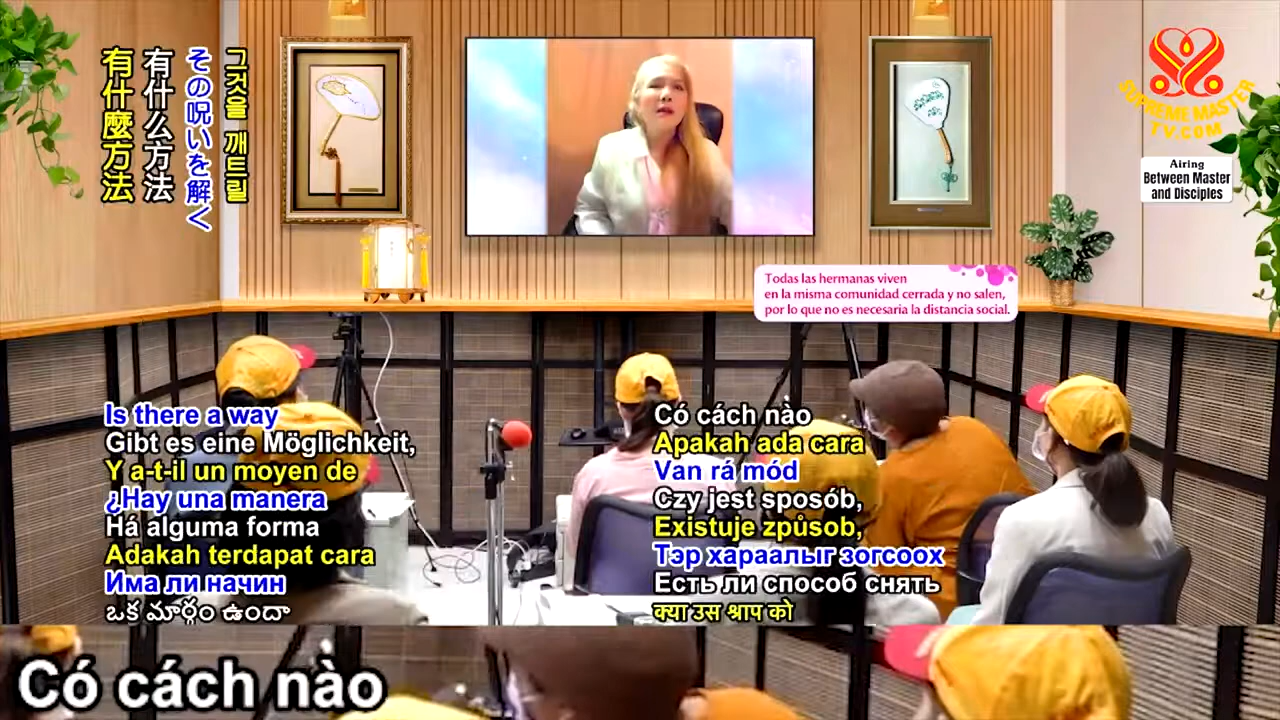 그것을 깨트릴
その呪いを解く
有什么方法
有什麼方法
SUPREME MASTER
TV.COM
Airing
Between Master
and Disciples
Todas las hermanas viven
en la misma comunidad cerrada y no salen,
por lo que no es necesaria la distancia social.
Is there a way
Gibt es eine Möglichkeit,
Y a-t-il un moyen de
¿Hay una manera
Há alguma forma
Adakah terdapat cara
Има ли начин
ఒక మార్గం ఉందా
Có cách nào
Apakah ada cara
Van rá mód
Czy jest sposób,
Existuje způsob,
Тэр хараалыг зогсоох
Есть ли способ снять
क्या उस श्राप को
Có cách nào